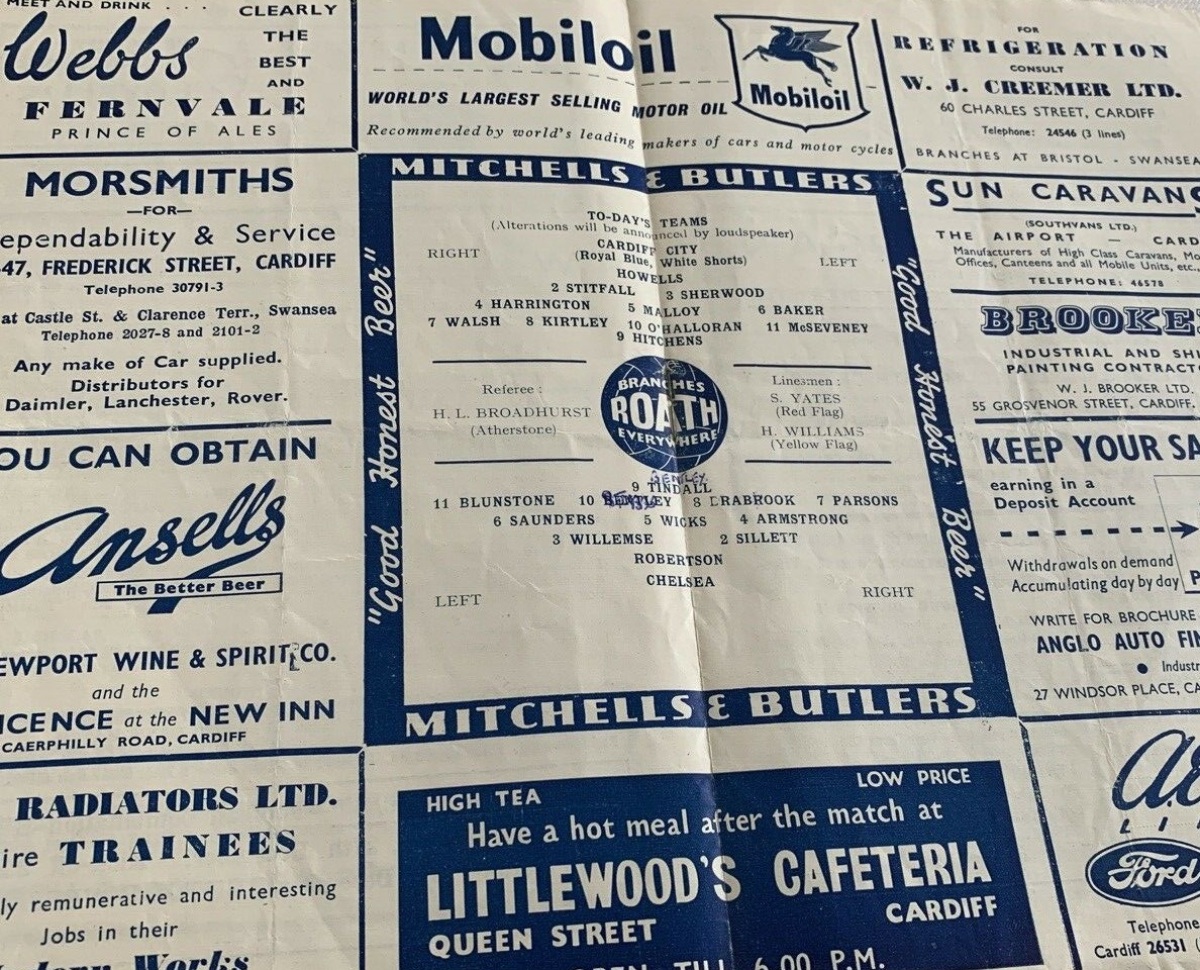 MEET AND DRINK . . .
Webbs
CLEARLY
THE
BEST
AND
FERNVALE
PRINCE OF ALES
Mobiloil
WORLD'S LARGEST SELLING MOTOR OIL
Recommended by world's leading makers of cars and motor cycles
Mobiloil
FOR
REFRIGERATION
CONSULT
W. J. CREEMER LTD.
60 CHARLES STREET, CARDIFF
Telephone: 24546 (3 lines)
BRANCHES AT BRISTOL - SWANSEA
MORSMITHS
—FOR—
ependability & Service
-47, FREDERICK STREET, CARDIFF
Telephone 30791-3
at Castle St. & Clarence Terr., Swansea
Telephone 2027-8 and 2101-2
Any make of Car supplied.
Distributors for
Daimler, Lanchester, Rover.
OU CAN OBTAIN
Ansells
The Better Beer
EWPORT WINE & SPIRIT CO.
and the
ICENCE at the NEW INN
CAERPHILLY ROAD, CARDIFF
RADIATORS LTD.
ire TRAINEES
ly remunerative and interesting
Jobs in their
Works
MITCHELLS & BUTLERS
"Good Honest Beer"
TO-DAY'S TEAMS
(Alterations will be announced by loudspeaker)
CARDIFF CITY
RIGHT (Royal Blue, White Shorts) LEFT
HOWELLS
2 STITFALL 3 SHERWOOD
4 HARRINGTON 5 MALLOY 6 BAKER
7 WALSH 8 KIRTLEY 10 O'HALLORAN 11 McSEVENEY
9 HITCHENS
Referee :
H. L. BROADHURST
(Atherstone)
BRANCHES
ROATH
EVERYWHERE
Linesmen :
S. YATES
(Red Flag)
H. WILLIAMS
(Yellow Flag)
BENTLEY
9 TINDALL
11 BLUNSTONE 10 BENTLEY 8 CRABROOK 7 PARSONS
6 SAUNDERS 5 WICKS 4 ARMSTRONG
3 WILLEMSE 2 SILLETT
ROBERTSON
CHELSEA
LEFT RIGHT
"Good Honest Beer"
MITCHELLS & BUTLERS
HIGH TEA LOW PRICE
Have a hot meal after the match at
LITTLEWOOD'S CAFETERIA
QUEEN STREET CARDIFF
OPEN TILL 6.00 P.M.
SUN CARAVANS
(SOUTHVANS LTD.)
THE AIRPORT — CARD
Manufacturers of High Class Caravans, Mo
Offices, Canteens and all Mobile Units, etc.
TELEPHONE: 46578
BROOKE
INDUSTRIAL AND SHI
PAINTING CONTRACT
W. J. BROOKER LTD.
55 GROSVENOR STREET, CARDIFF.
KEEP YOUR SA
earning in a
Deposit Account
Withdrawals on demand
Accumulating day by day
P
WRITE FOR BROCHURE
ANGLO AUTO FI
● Industr
27 WINDSOR PLACE, CA
Ford
Telephone
Cardiff 26531